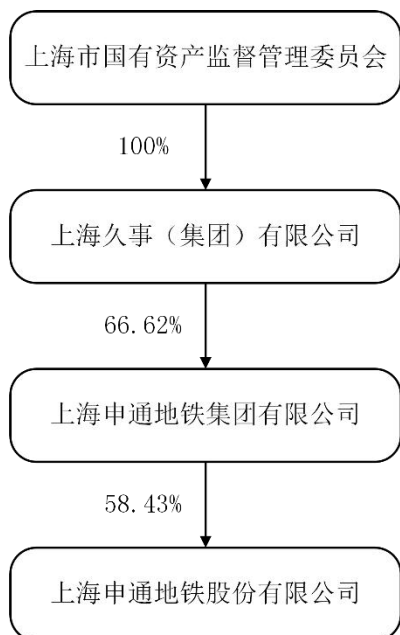 上海市国有资产监督管理委员会
100%
上海久事（集团）有限公司
66.62%
上海申通地铁集团有限公司
58.43%
上海申通地铁股份有限公司